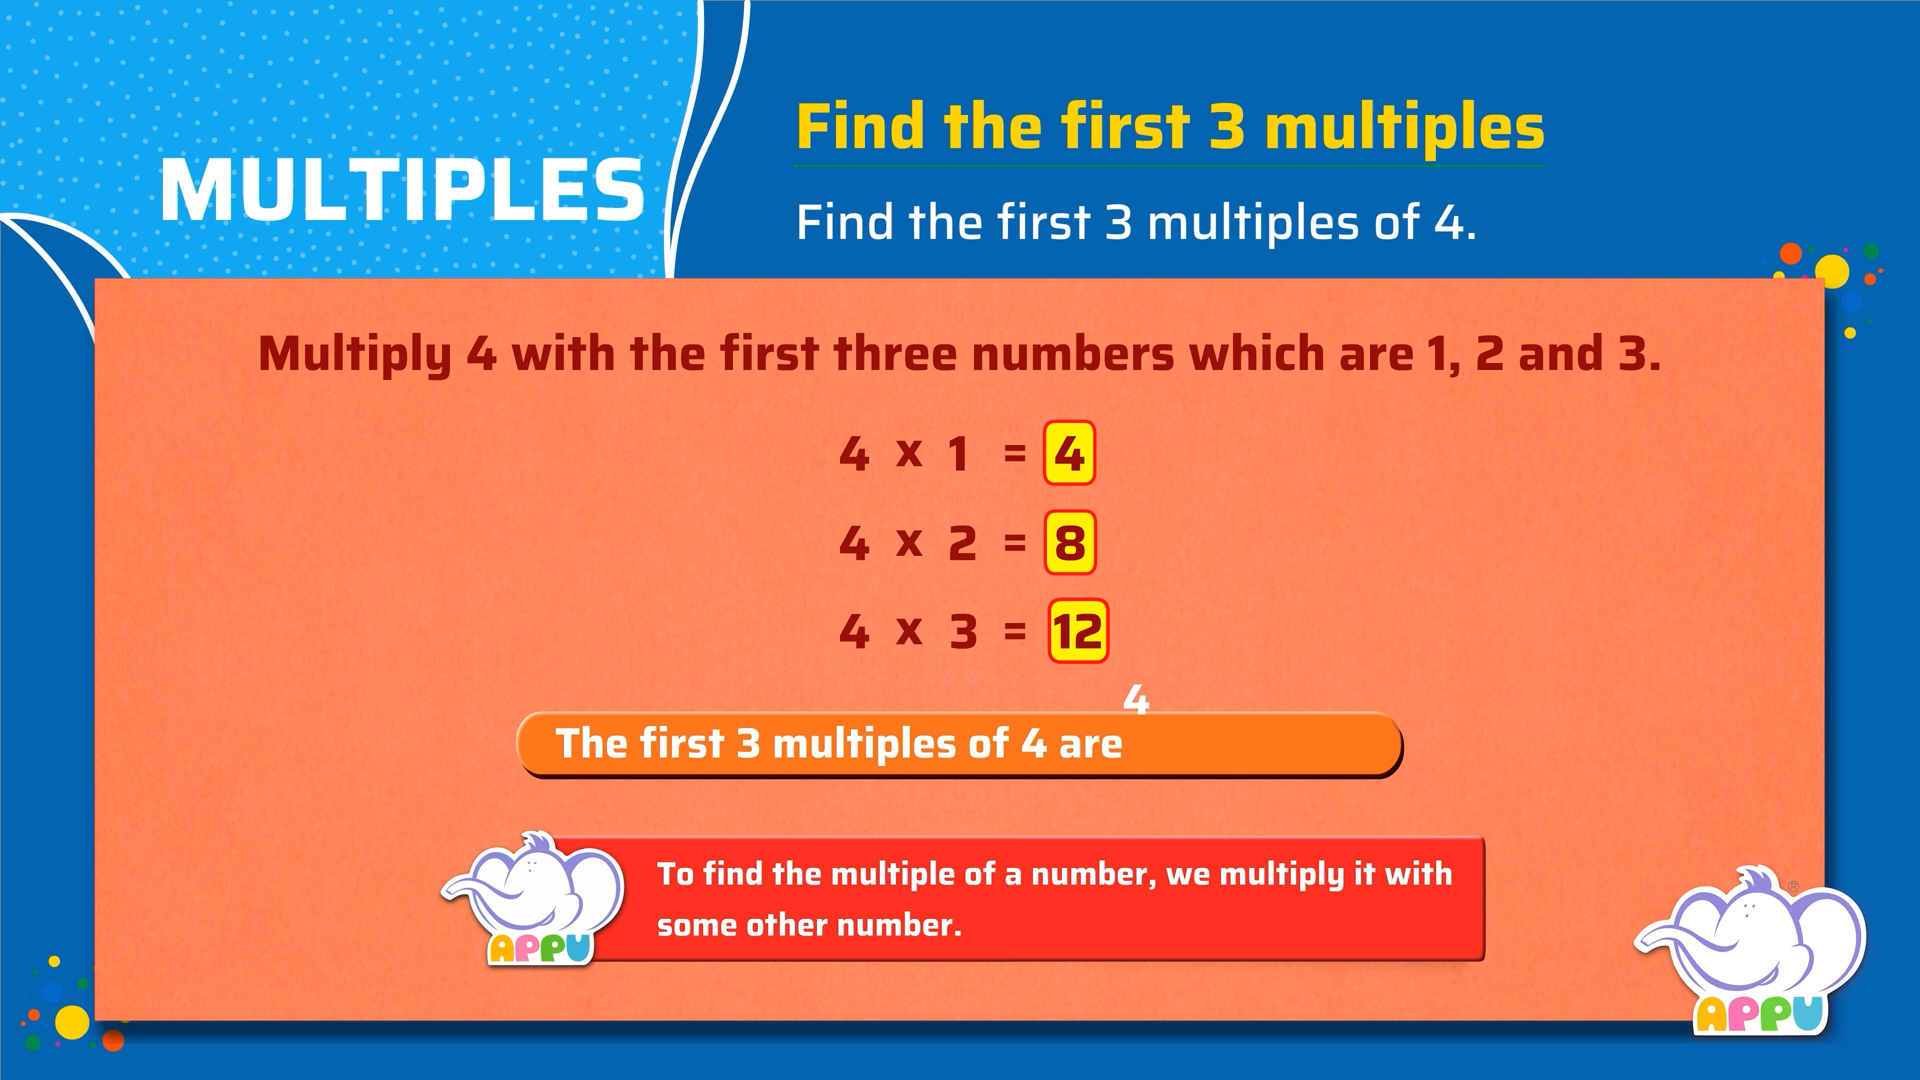 MULTIPLES
Find the first 3 multiples
Find the first 3 multiples of 4.
Multiply 4 with the first three numbers which are 1, 2 and 3.
4 x 1 = 4
4 x 2 = 8
4 x 3 = 12
4
The first 3 multiples of 4 are
To find the multiple of a number, we multiply it with
some other number.
APPU
®
APPU